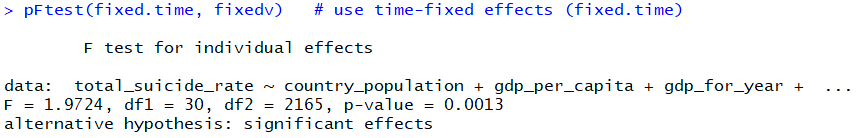 > pFtest(fixed.time, fixedv)   # use time-fixed effects (fixed.time)
F test for individual effects
data:  total_suicide_rate ~ country_population + gdp_per_capita + gdp_for_year +  ...
F = 1.9724, df1 = 30, df2 = 2165, p-value = 0.0013
alternative hypothesis: significant effects